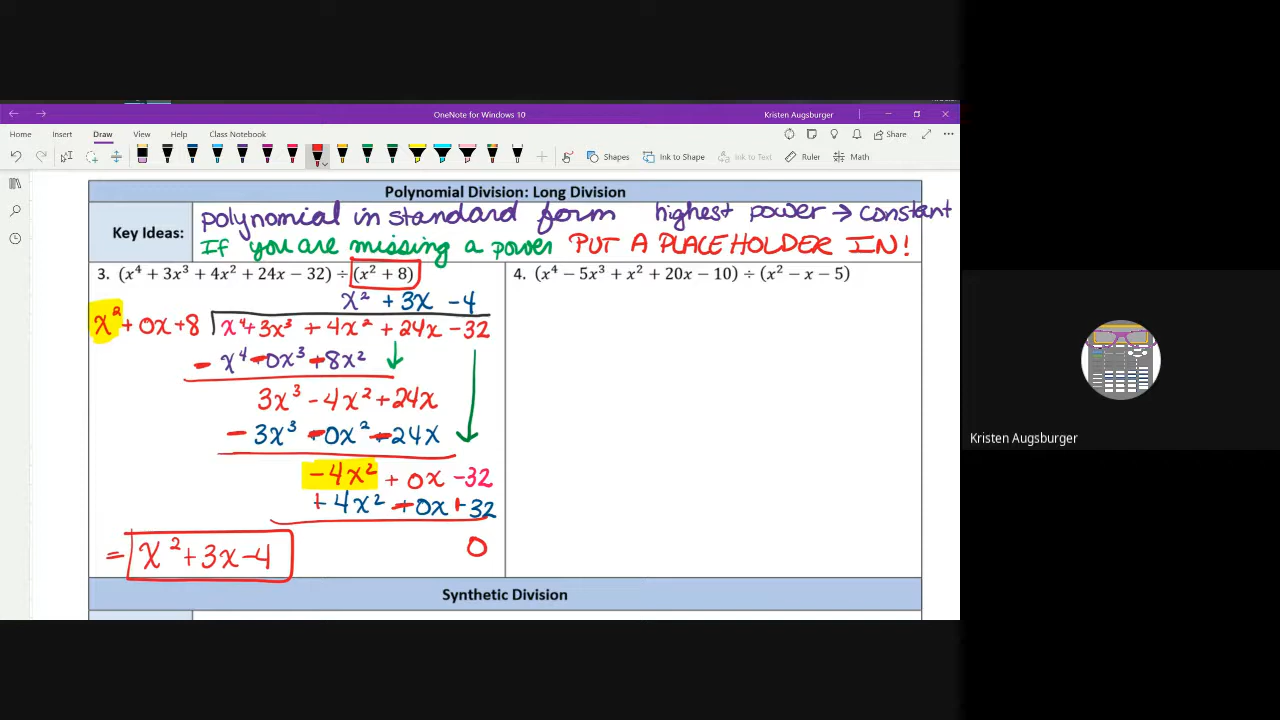 OneNote for Windows 10
Kristen Augsburger
Home Insert Draw View Help Class Notebook
Share
Shapes Ink to Shape Ink to Text Ruler Math
Polynomial Division: Long Division
Key Ideas:
polynomial in standard form highest power → constant
If you are missing a power PUT A PLACEHOLDER IN!
3. (x⁴ + 3x³ + 4x² + 24x − 32) ÷ (x² + 8)
x² + 3x − 4
x² + 0x + 8 x⁴ + 3x³ + 4x² + 24x − 32
− x⁴ − 0x³ − 8x²
3x³ − 4x² + 24x
− 3x³ − 0x² − 24x
− 4x² + 0x − 32
+ 4x² − 0x + 32
0
= x² + 3x − 4
4. (x⁴ − 5x³ + x² + 20x − 10) ÷ (x² − x − 5)
Synthetic Division
Kristen Augsburger